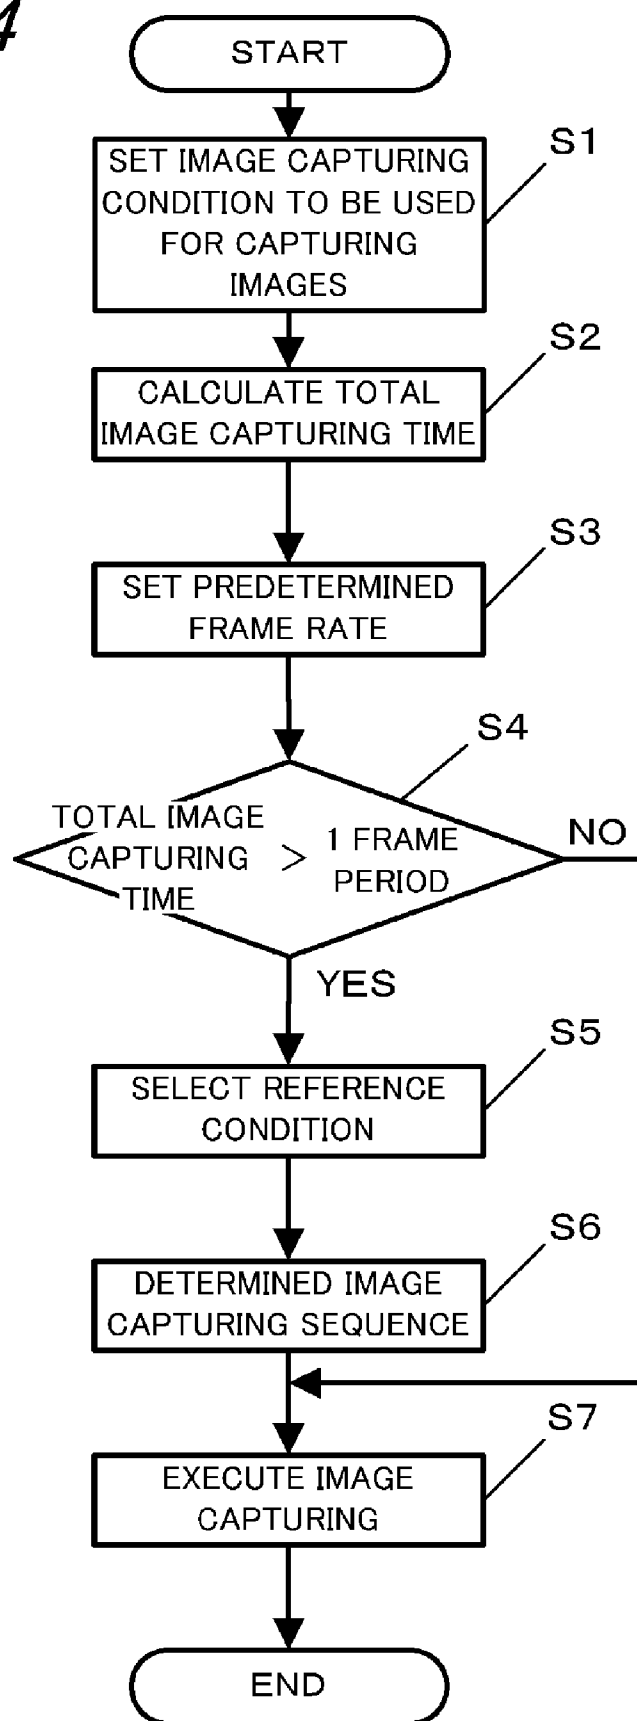 4
START
S1
SET IMAGE CAPTURING
CONDITION TO BE USED
FOR CAPTURING
IMAGES
S2
CALCULATE TOTAL
IMAGE CAPTURING TIME
S3
SET PREDETERMINED
FRAME RATE
S4
TOTAL IMAGE
CAPTURING
TIME
>
1 FRAME
PERIOD
NO
YES
S5
SELECT REFERENCE
CONDITION
S6
DETERMINED IMAGE
CAPTURING SEQUENCE
S7
EXECUTE IMAGE
CAPTURING
END